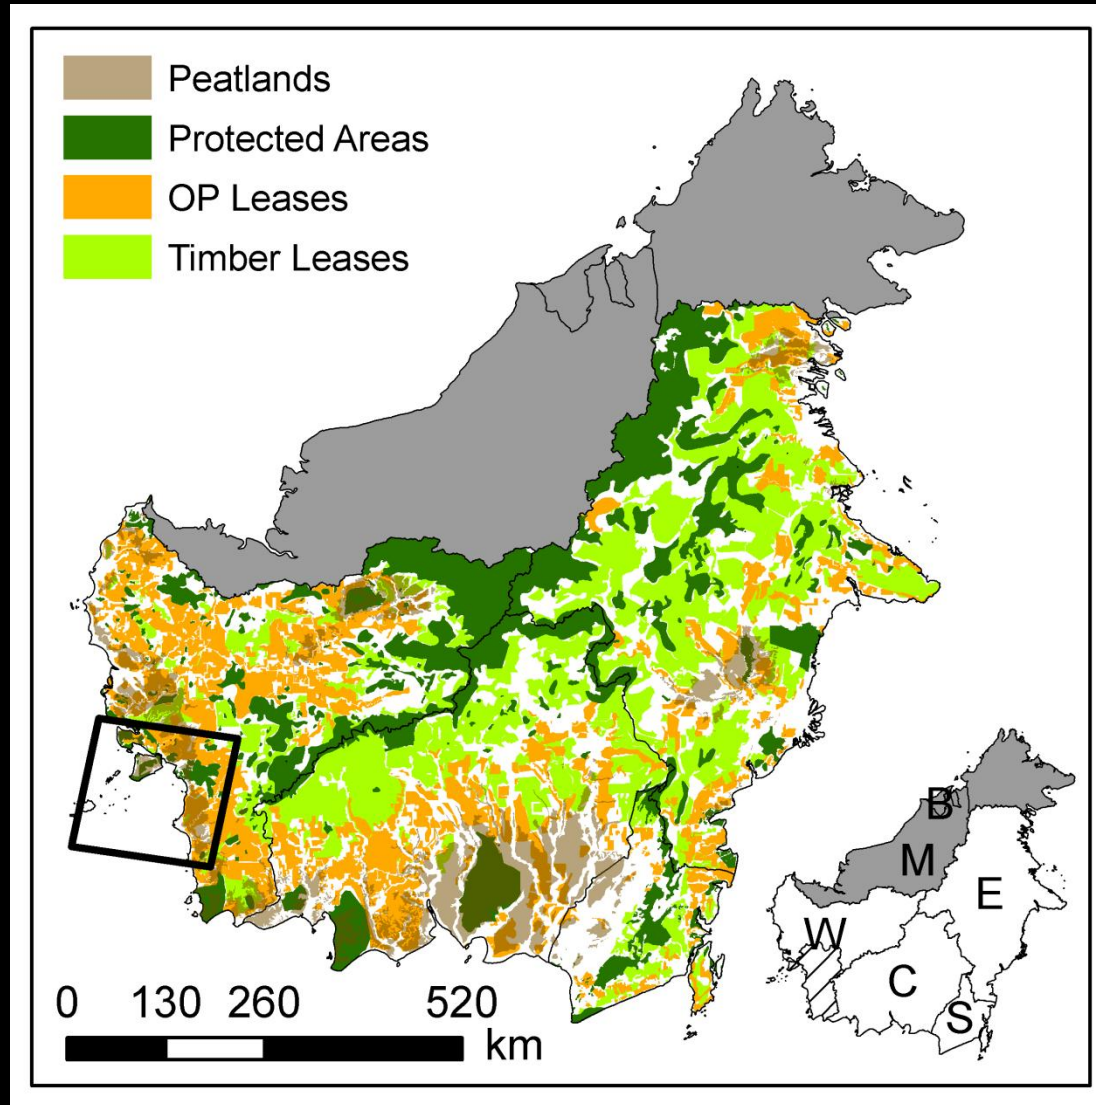 Peatlands
Protected Areas
OP Leases
Timber Leases
B
M
E
W
C
S
0 130 260 520
km